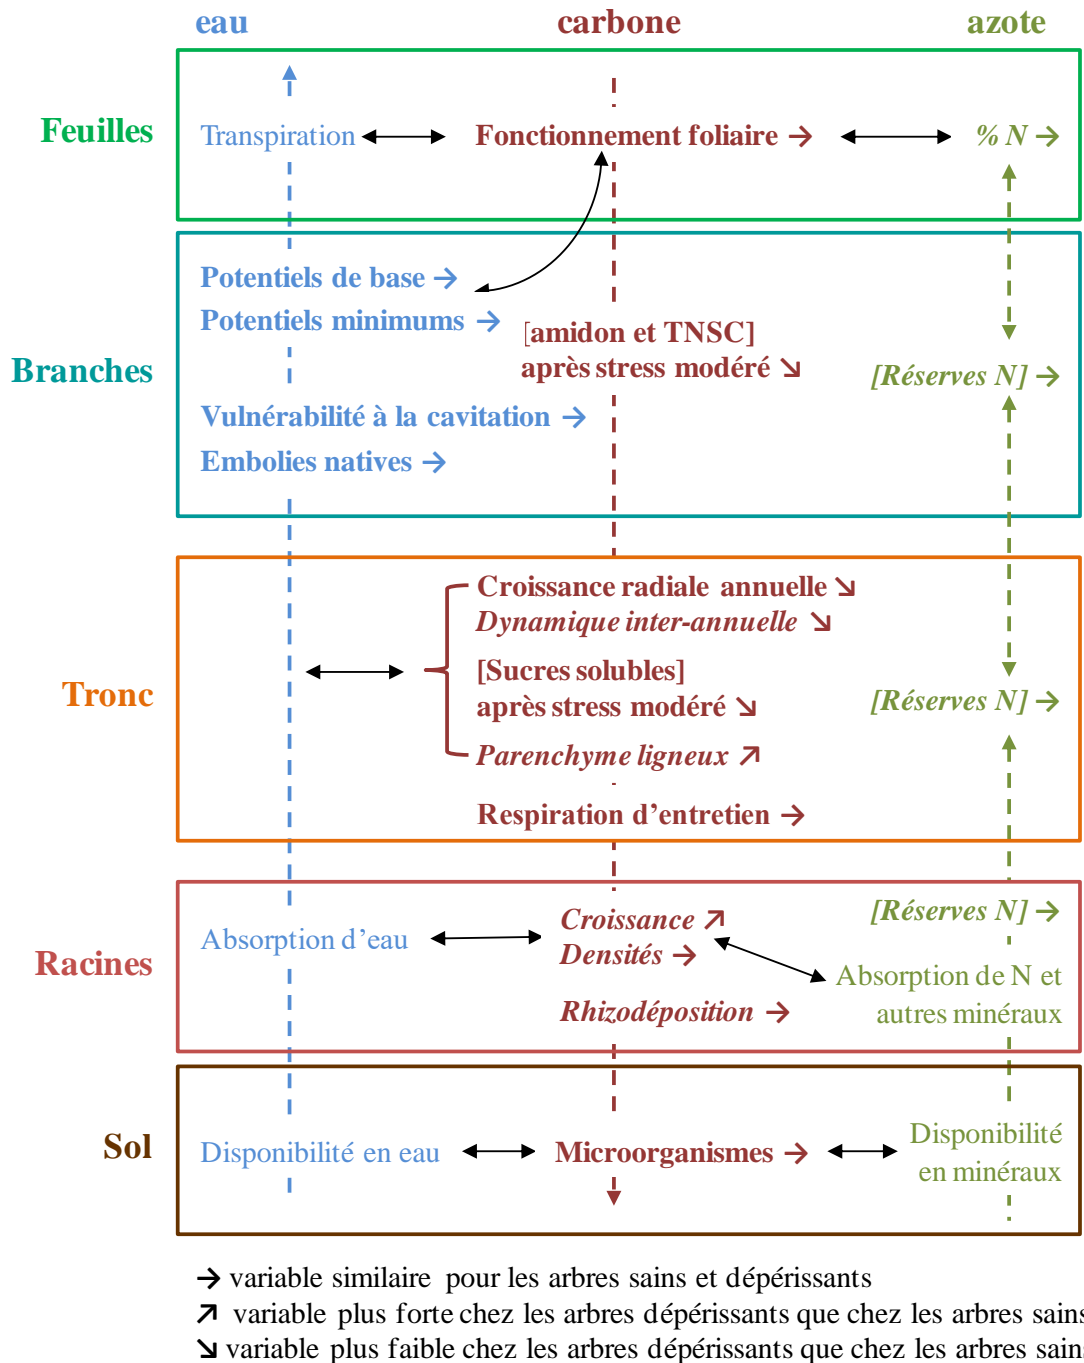 eau carbone azote
Feuilles
Transpiration Fonctionnement foliaire → % N →
Branches
Potentiels de base →
Potentiels minimums →
[amidon et TNSC]
après stress modéré ↘
[Réserves N] →
Vulnérabilité à la cavitation →
Embolies natives →
Tronc
Croissance radiale annuelle ↘
Dynamique inter-annuelle ↘
[Sucres solubles]
après stress modéré ↘
[Réserves N] →
Parenchyme ligneux ↗
Respiration d’entretien →
Racines
Absorption d’eau
Croissance ↗
Densités →
Rhizodéposition →
[Réserves N] →
Absorption de N et
autres minéraux
Sol
Disponibilité en eau
Microorganismes →
Disponibilité
en minéraux
→ variable similaire pour les arbres sains et dépérissants
↗ variable plus forte chez les arbres dépérissants que chez les arbres sains
↘ variable plus faible chez les arbres dépérissants que chez les arbres sains